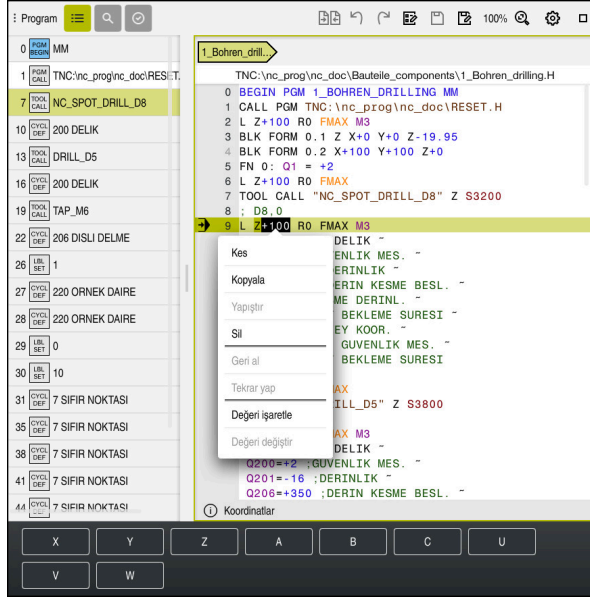 Program
100%
0 PGM BEGIN MM
1 PGM CALL TNC:\nc_prog\nc_doc\RESET.
7 TOOL CALL NC_SPOT_DRILL_D8
10 CYCL DEF 200 DELIK
13 TOOL CALL DRILL_D5
16 CYCL DEF 200 DELIK
19 TOOL CALL TAP_M6
22 CYCL DEF 206 DISLI DELME
26 LBL SET 1
27 CYCL DEF 220 ORNEK DAIRE
28 CYCL DEF 220 ORNEK DAIRE
29 LBL SET 0
30 LBL SET 10
31 CYCL DEF 7 SIFIR NOKTASI
35 CYCL DEF 7 SIFIR NOKTASI
38 CYCL DEF 7 SIFIR NOKTASI
41 CYCL DEF 7 SIFIR NOKTASI
44 CYCL DEF 7 SIFIR NOKTASI
1_Bohren_drill...
TNC:\nc_prog\nc_doc\Bauteile_components\1_Bohren_drilling.H
0 BEGIN PGM 1_BOHREN_DRILLING MM
1 CALL PGM TNC:\nc_prog\nc_doc\RESET.H
2 L Z+100 R0 FMAX M3
3 BLK FORM 0.1 Z X+0 Y+0 Z-19.95
4 BLK FORM 0.2 X+100 Y+100 Z+0
5 FN 0: Q1 = +2
6 L Z+100 R0 FMAX
7 TOOL CALL "NC_SPOT_DRILL_D8" Z S3200
8 ; D8,0
9 L Z+100 R0 FMAX M3
DELIK ~
ENLIK MES. ~
ERINLIK ~
ERIN KESME BESL. ~
ME DERINL. ~
BEKLEME SURESI ~
EY KOOR. ~
GUVENLIK MES. ~
BEKLEME SURESI
AX
ILL_D5" Z S3800
AX M3
DELIK ~
Q200=+2 ;GUVENLIK MES. ~
Q201=-16 ;DERINLIK ~
Q206=+350 ;DERIN KESME BESL. ~
Kes
Kopyala
Yapıştır
Sil
Geri al
Tekrar yap
Değeri işaretle
Değeri değiştir
Koordinatlar
X Y Z A B C U
V W